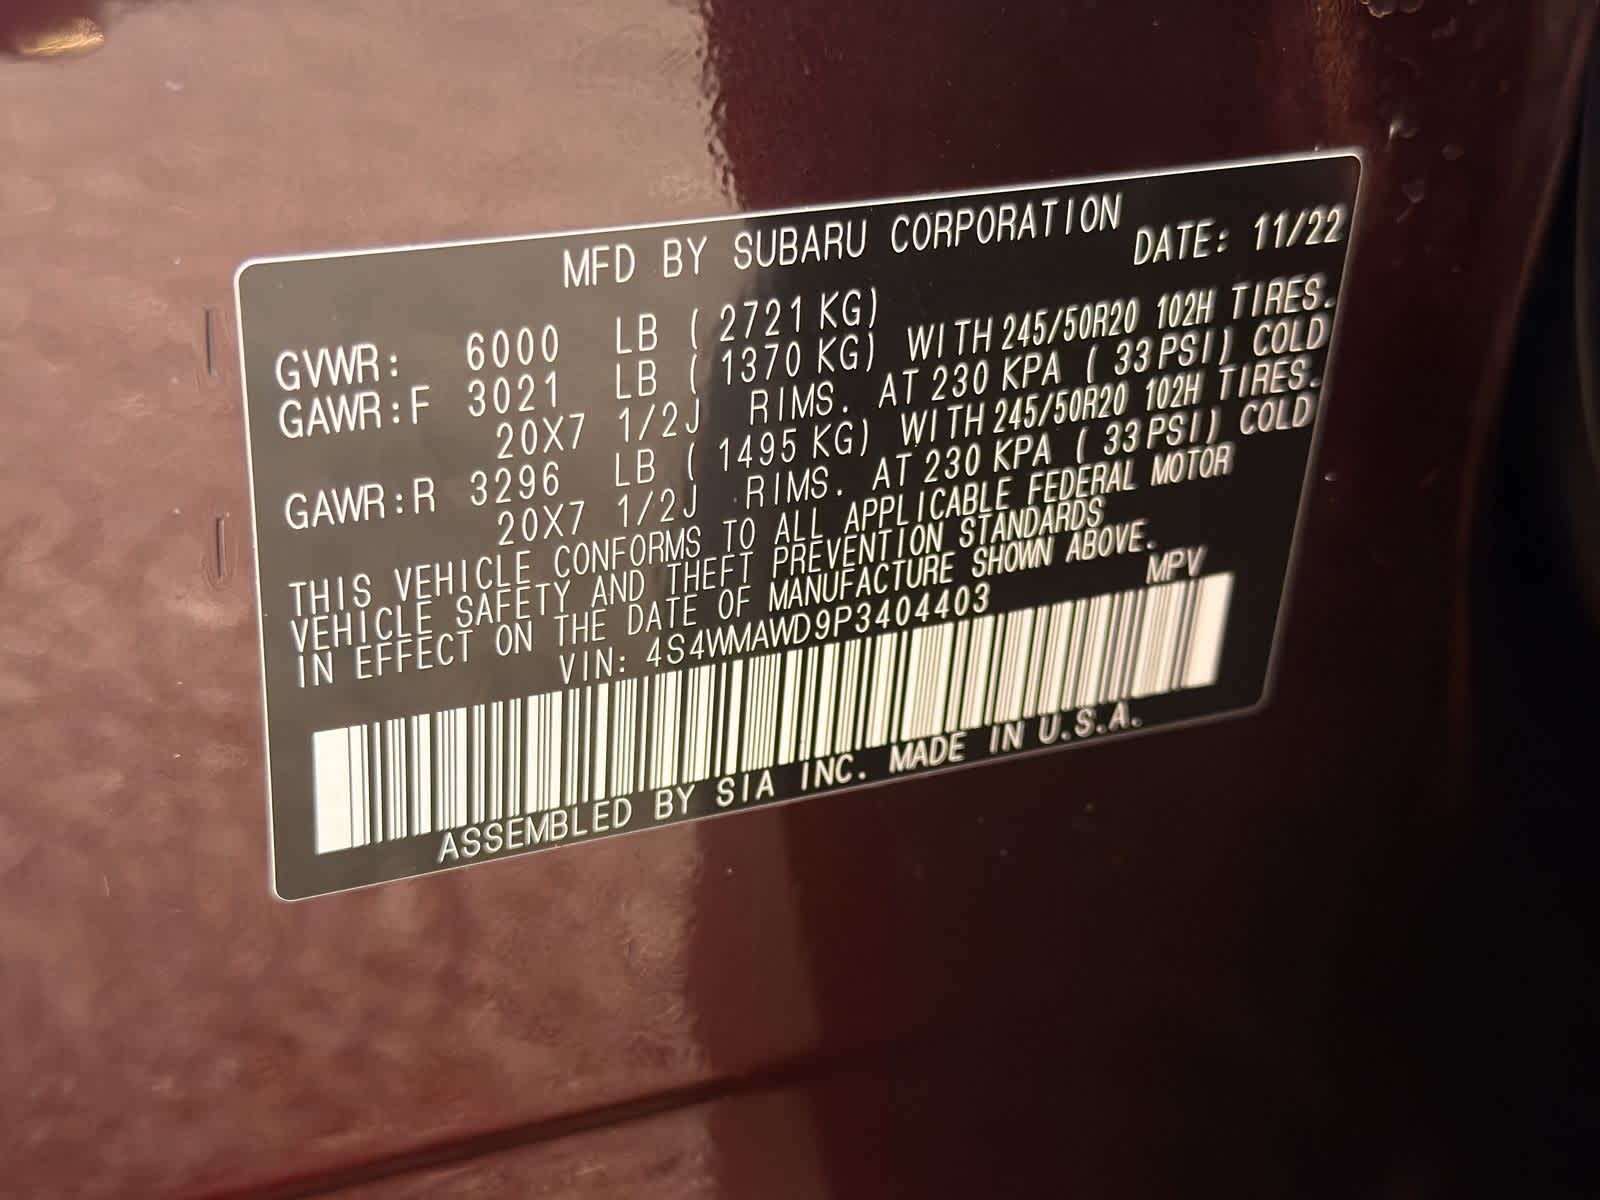 MFD BY SUBARU CORPORATION DATE: 11/22
GVWR: 6000 LB ( 2721 KG)
GAWR:F 3021 LB ( 1370 KG) WITH 245/50R20 102H TIRES.
20X7 1/2J RIMS. AT 230 KPA ( 33PSI) COLD
GAWR:R 3296 LB ( 1495 KG) WITH 245/50R20 102H TIRES.
20X7 1/2J RIMS. AT 230 KPA ( 33PSI) COLD
THIS VEHICLE CONFORMS TO ALL APPLICABLE FEDERAL MOTOR
VEHICLE SAFETY AND THEFT PREVENTION STANDARDS
IN EFFECT ON THE DATE OF MANUFACTURE SHOWN ABOVE.
VIN: 4S4WMAWD9P3404403 MPV
ASSEMBLED BY SIA INC. MADE IN U.S.A.